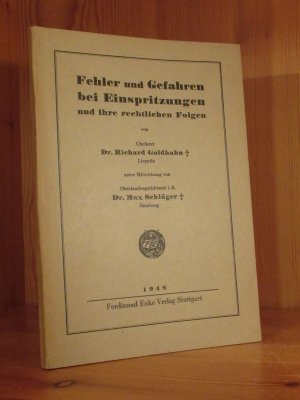 Fehler und Gefahren
bei Einspritzungen
und ihre rechtlichen Folgen
von
Chefarzt
Dr. Richard Goldhahn †
Liegnitz
unter Mitwirkung von
Oberlandesgerichtsrat i. R.
Dr. Max Schläger †
Hamburg
1948
Ferdinand Enke Verlag Stuttgart